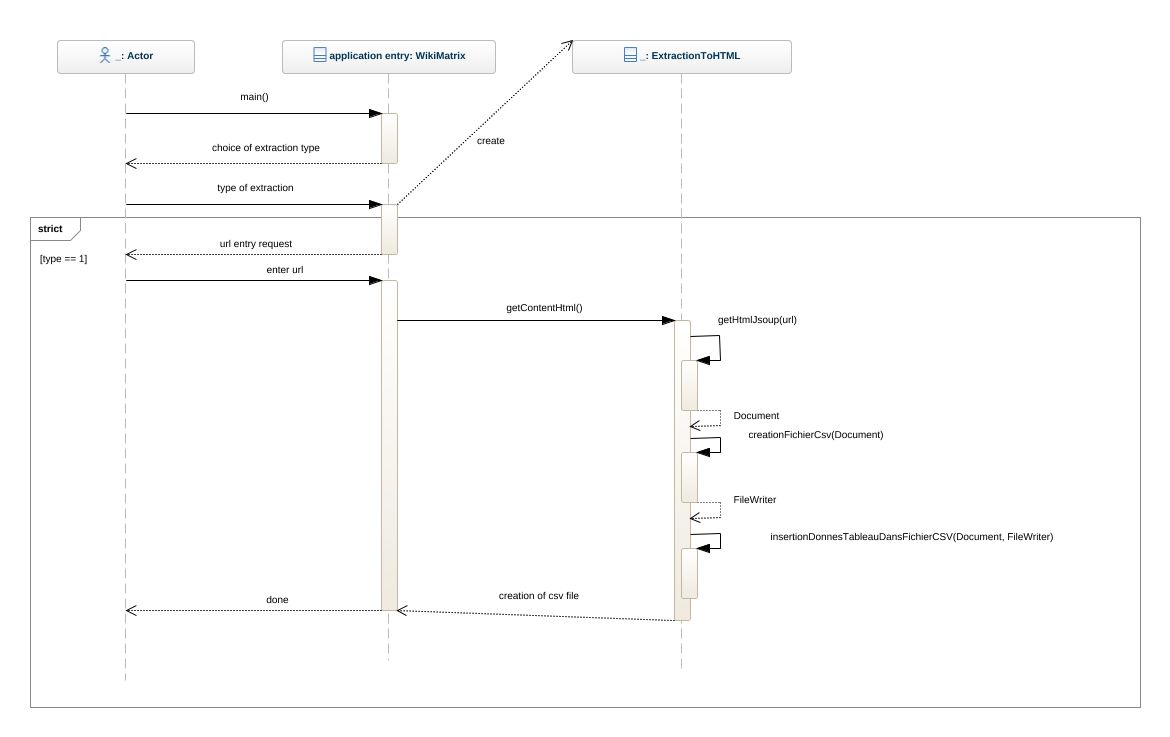 _: Actor
application entry: WikiMatrix
_: ExtractionToHTML
main()
create
choice of extraction type
type of extraction
strict
url entry request
[type == 1]
enter url
getContentHtml()
getHtmlJsoup(url)
Document
creationFichierCsv(Document)
FileWriter
insertionDonnesTableauDansFichierCSV(Document, FileWriter)
creation of csv file
done